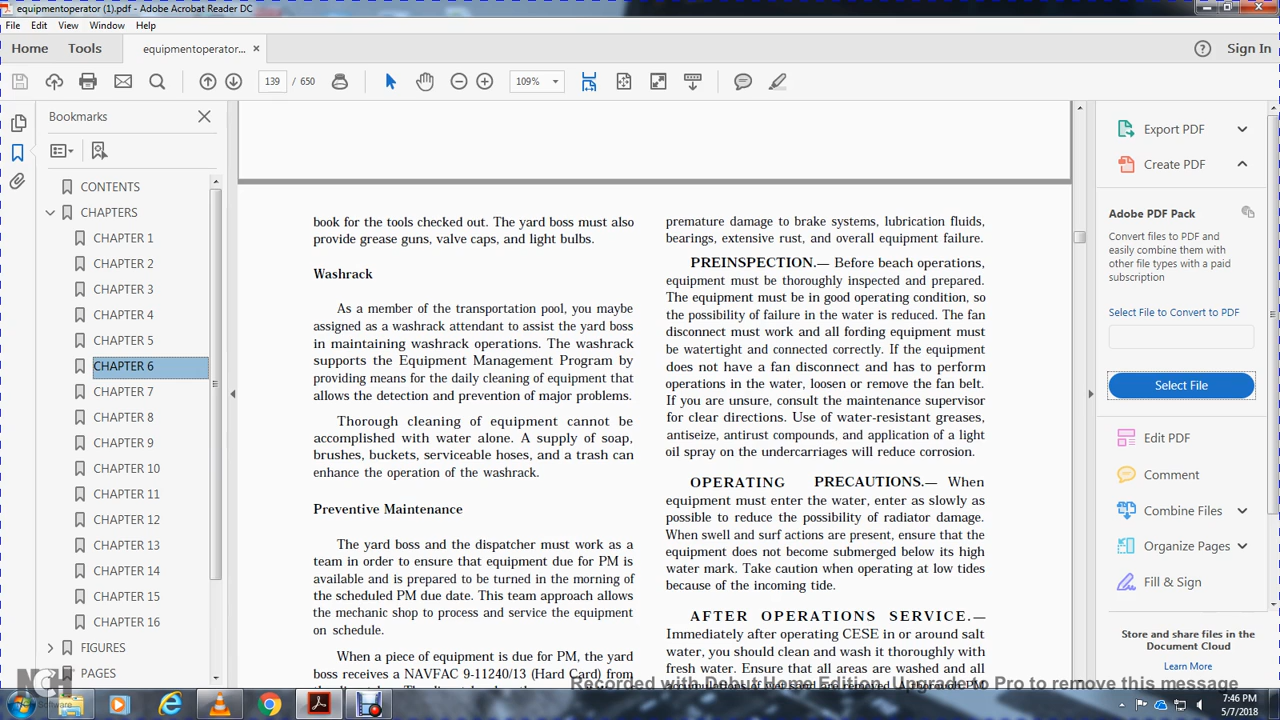 equipmentoperator (1).pdf - Adobe Acrobat Reader DC
File Edit View Window Help
Home Tools equipmentoperator... × Sign In
139 / 650 109%
Bookmarks
CONTENTS
CHAPTERS
CHAPTER 1
CHAPTER 2
CHAPTER 3
CHAPTER 4
CHAPTER 5
CHAPTER 6
CHAPTER 7
CHAPTER 8
CHAPTER 9
CHAPTER 10
CHAPTER 11
CHAPTER 12
CHAPTER 13
CHAPTER 14
CHAPTER 15
CHAPTER 16
FIGURES
PAGES
book for the tools checked out. The yard boss must also
provide grease guns, valve caps, and light bulbs.
Washrack
As a member of the transportation pool, you maybe
assigned as a washrack attendant to assist the yard boss
in maintaining washrack operations. The washrack
supports the Equipment Management Program by
providing means for the daily cleaning of equipment that
allows the detection and prevention of major problems.
Thorough cleaning of equipment cannot be
accomplished with water alone. A supply of soap,
brushes, buckets, serviceable hoses, and a trash can
enhance the operation of the washrack.
Preventive Maintenance
The yard boss and the dispatcher must work as a
team in order to ensure that equipment due for PM is
available and is prepared to be turned in the morning of
the scheduled PM due date. This team approach allows
the mechanic shop to process and service the equipment
on schedule.
When a piece of equipment is due for PM, the yard
boss receives a NAVFAC 9-11240/13 (Hard Card) from
premature damage to brake systems, lubrication fluids,
bearings, extensive rust, and overall equipment failure.
PREINSPECTION.— Before beach operations,
equipment must be thoroughly inspected and prepared.
The equipment must be in good operating condition, so
the possibility of failure in the water is reduced. The fan
disconnect must work and all fording equipment must
be watertight and connected correctly. If the equipment
does not have a fan disconnect and has to perform
operations in the water, loosen or remove the fan belt.
If you are unsure, consult the maintenance supervisor
for clear directions. Use of water-resistant greases,
antiseize, antirust compounds, and application of a light
oil spray on the undercarriages will reduce corrosion.
OPERATING PRECAUTIONS.— When
equipment must enter the water, enter as slowly as
possible to reduce the possibility of radiator damage.
When swell and surf actions are present, ensure that the
equipment does not become submerged below its high
water mark. Take caution when operating at low tides
because of the incoming tide.
AFTER OPERATIONS SERVICE.—
Immediately after operating CESE in or around salt
water, you should clean and wash it thoroughly with
fresh water. Ensure that all areas are washed and all
Export PDF
Create PDF
Adobe PDF Pack
Convert files to PDF and
easily combine them with
other file types with a paid
subscription
Select File to Convert to PDF
Select File
Edit PDF
Comment
Combine Files
Organize Pages
Fill & Sign
Store and share files in the
Document Cloud
Learn More
Recorded with Debut Home Edition. Upgrade to Pro to remove this message
NCH
Software
7:46 PM
5/7/2018